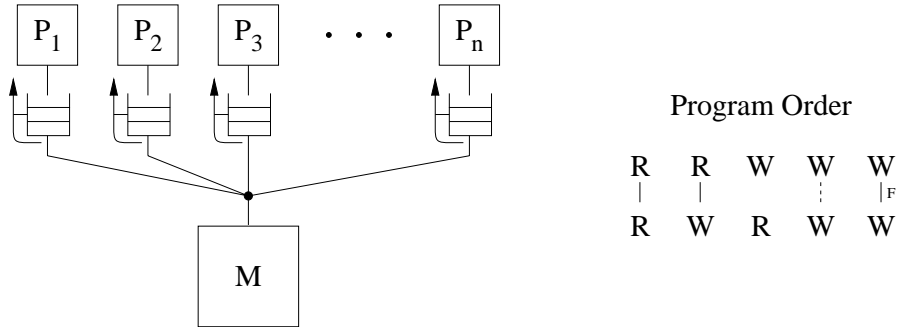 P1 P2 P3 . . . Pn
Program Order
R R W W W
F
R W R W W
M